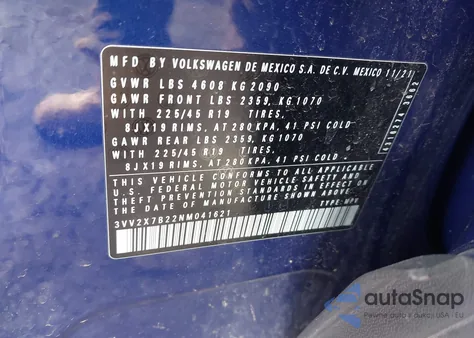 MFD BY VOLKSWAGEN DE MEXICO S.A. DE C.V. MEXICO 11/21
GVWR LBS 4608 KG 2090
GAWR FRONT LBS 2359, KG 1070
WITH 225/45 R19 TIRES.
8JX19 RIMS, AT 280 KPA, 41 PSI COLD
GAWR REAR LBS 2359, KG 1070
WITH 225/45 R19 TIRES.
8JX19 RIMS, AT 280 KPA, 41 PSI COLD.
THIS VEHICLE CONFORMS TO ALL APPLICABLE
U.S. FEDERAL MOTOR VEHICLE SAFETY AND
THEFT PREVENTION STANDARDS IN EFFECT ON
THE DATE OF MANUFACTURE SHOWN ABOVE.
3VV2X7B22NM041621 TYPE: MPV
autoSnap